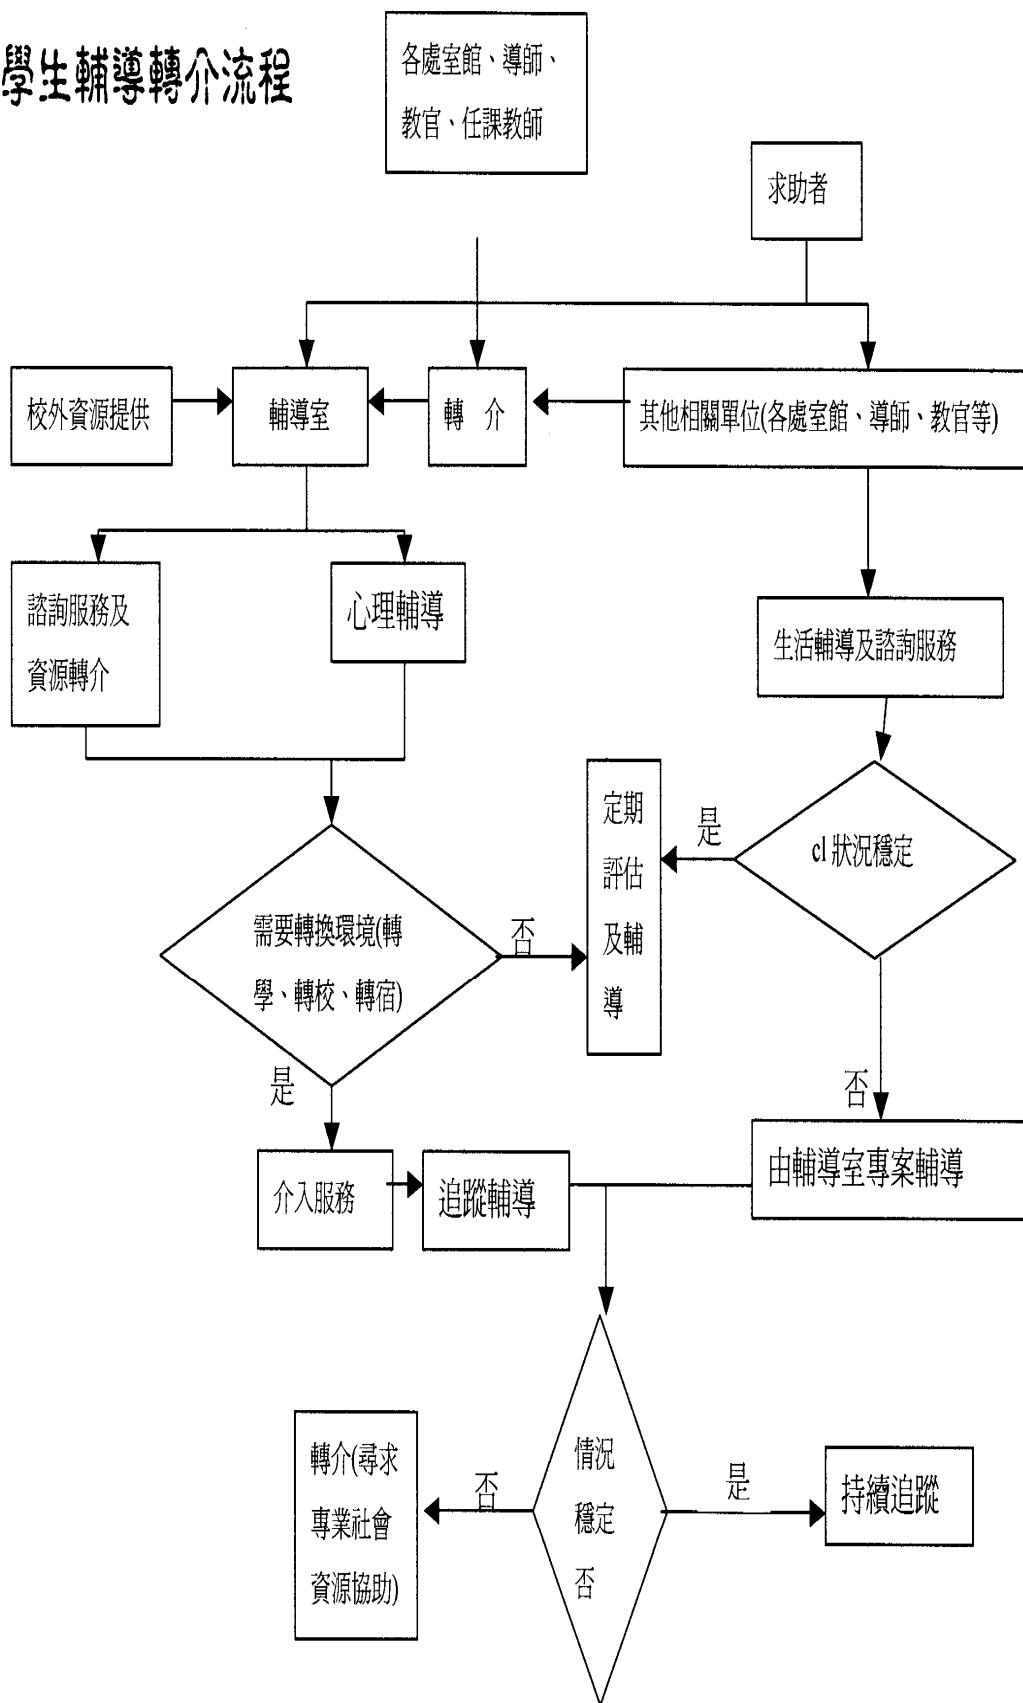 學生輔導轉介流程
各處室館、導師、
教官、任課教師
求助者
校外資源提供
輔導室
轉 介
其他相關單位(各處室館、導師、教官等)
諮詢服務及
資源轉介
心理輔導
生活輔導及諮詢服務
定期
評估
及輔
導
是
cl 狀況穩定
需要轉換環境(轉
學、轉校、轉宿)
否
是
否
介入服務
追蹤輔導
由輔導室專案輔導
轉介(尋求
專業社會
資源協助)
否
情況
穩定
否
是
持續追蹤